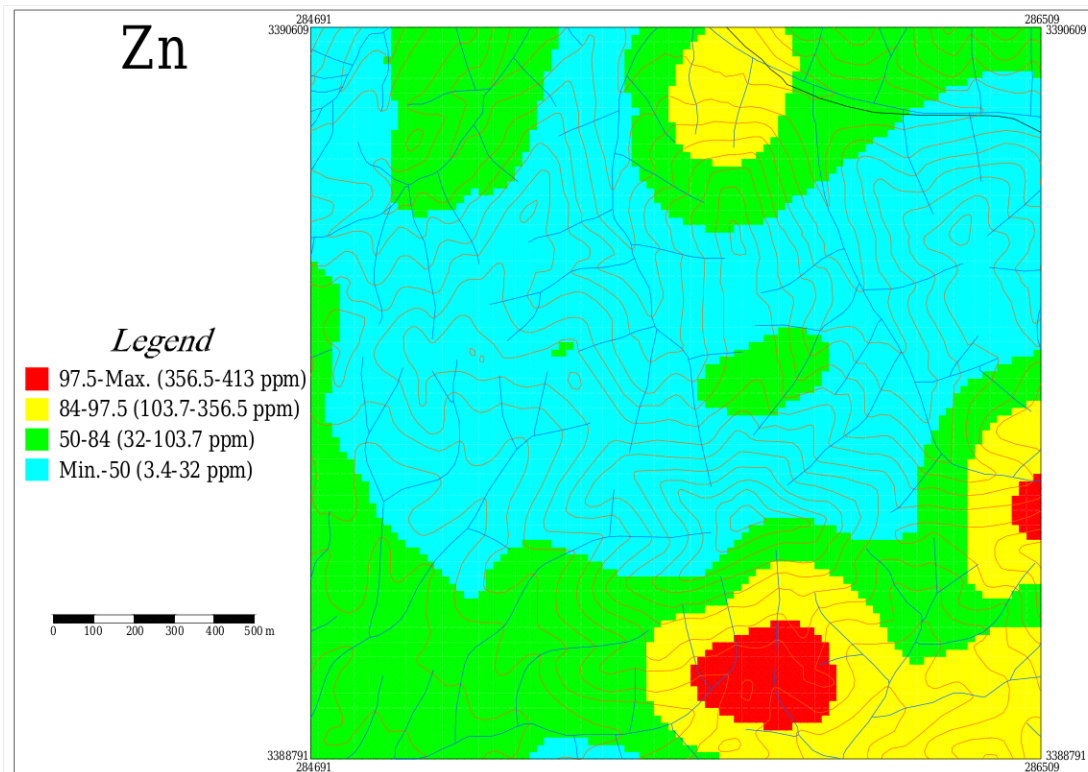 284691
286509
3390609
3390609
Zn
Legend
97.5-Max. (356.5-413 ppm)
84-97.5 (103.7-356.5 ppm)
50-84 (32-103.7 ppm)
Min.-50 (3.4-32 ppm)
0 100 200 300 400 500 m
3388791
3388791
284691
286509